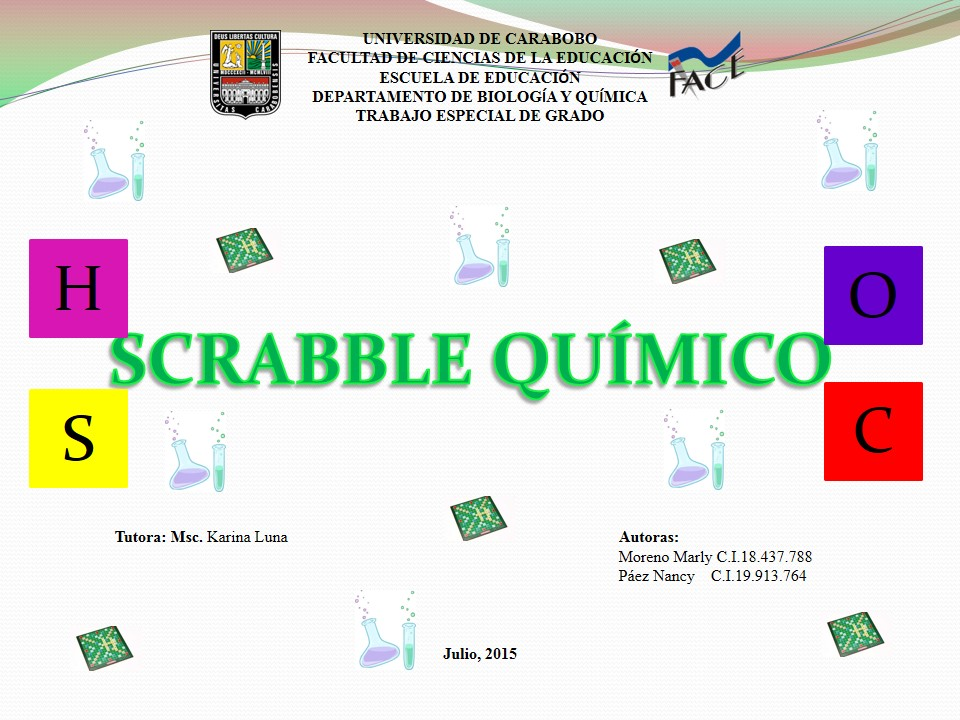 UNIVERSIDAD DE CARABOBO
FACULTAD DE CIENCIAS DE LA EDUCACIÓN
ESCUELA DE EDUCACIÓN
DEPARTAMENTO DE BIOLOGÍA Y QUÍMICA
TRABAJO ESPECIAL DE GRADO
DEUS LIBERTAS CULTURA
FACE
H
O
SCRABBLE QUÍMICO
S
C
Tutora: Msc. Karina Luna
Autoras:
Moreno Marly C.I.18.437.788
Páez Nancy C.I.19.913.764
Julio, 2015